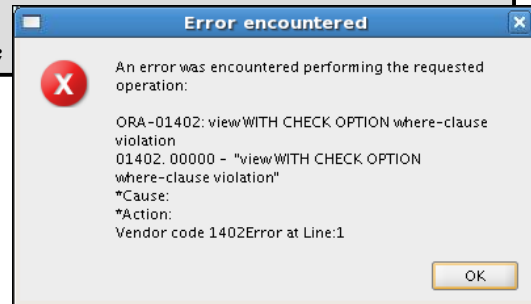 Error encountered
An error was encountered performing the requested
operation:
ORA-01402: view WITH CHECK OPTION where-clause
violation
01402. 00000 - "view WITH CHECK OPTION
where-clause violation"
*Cause:
*Action:
Vendor code 1402Error at Line:1
OK